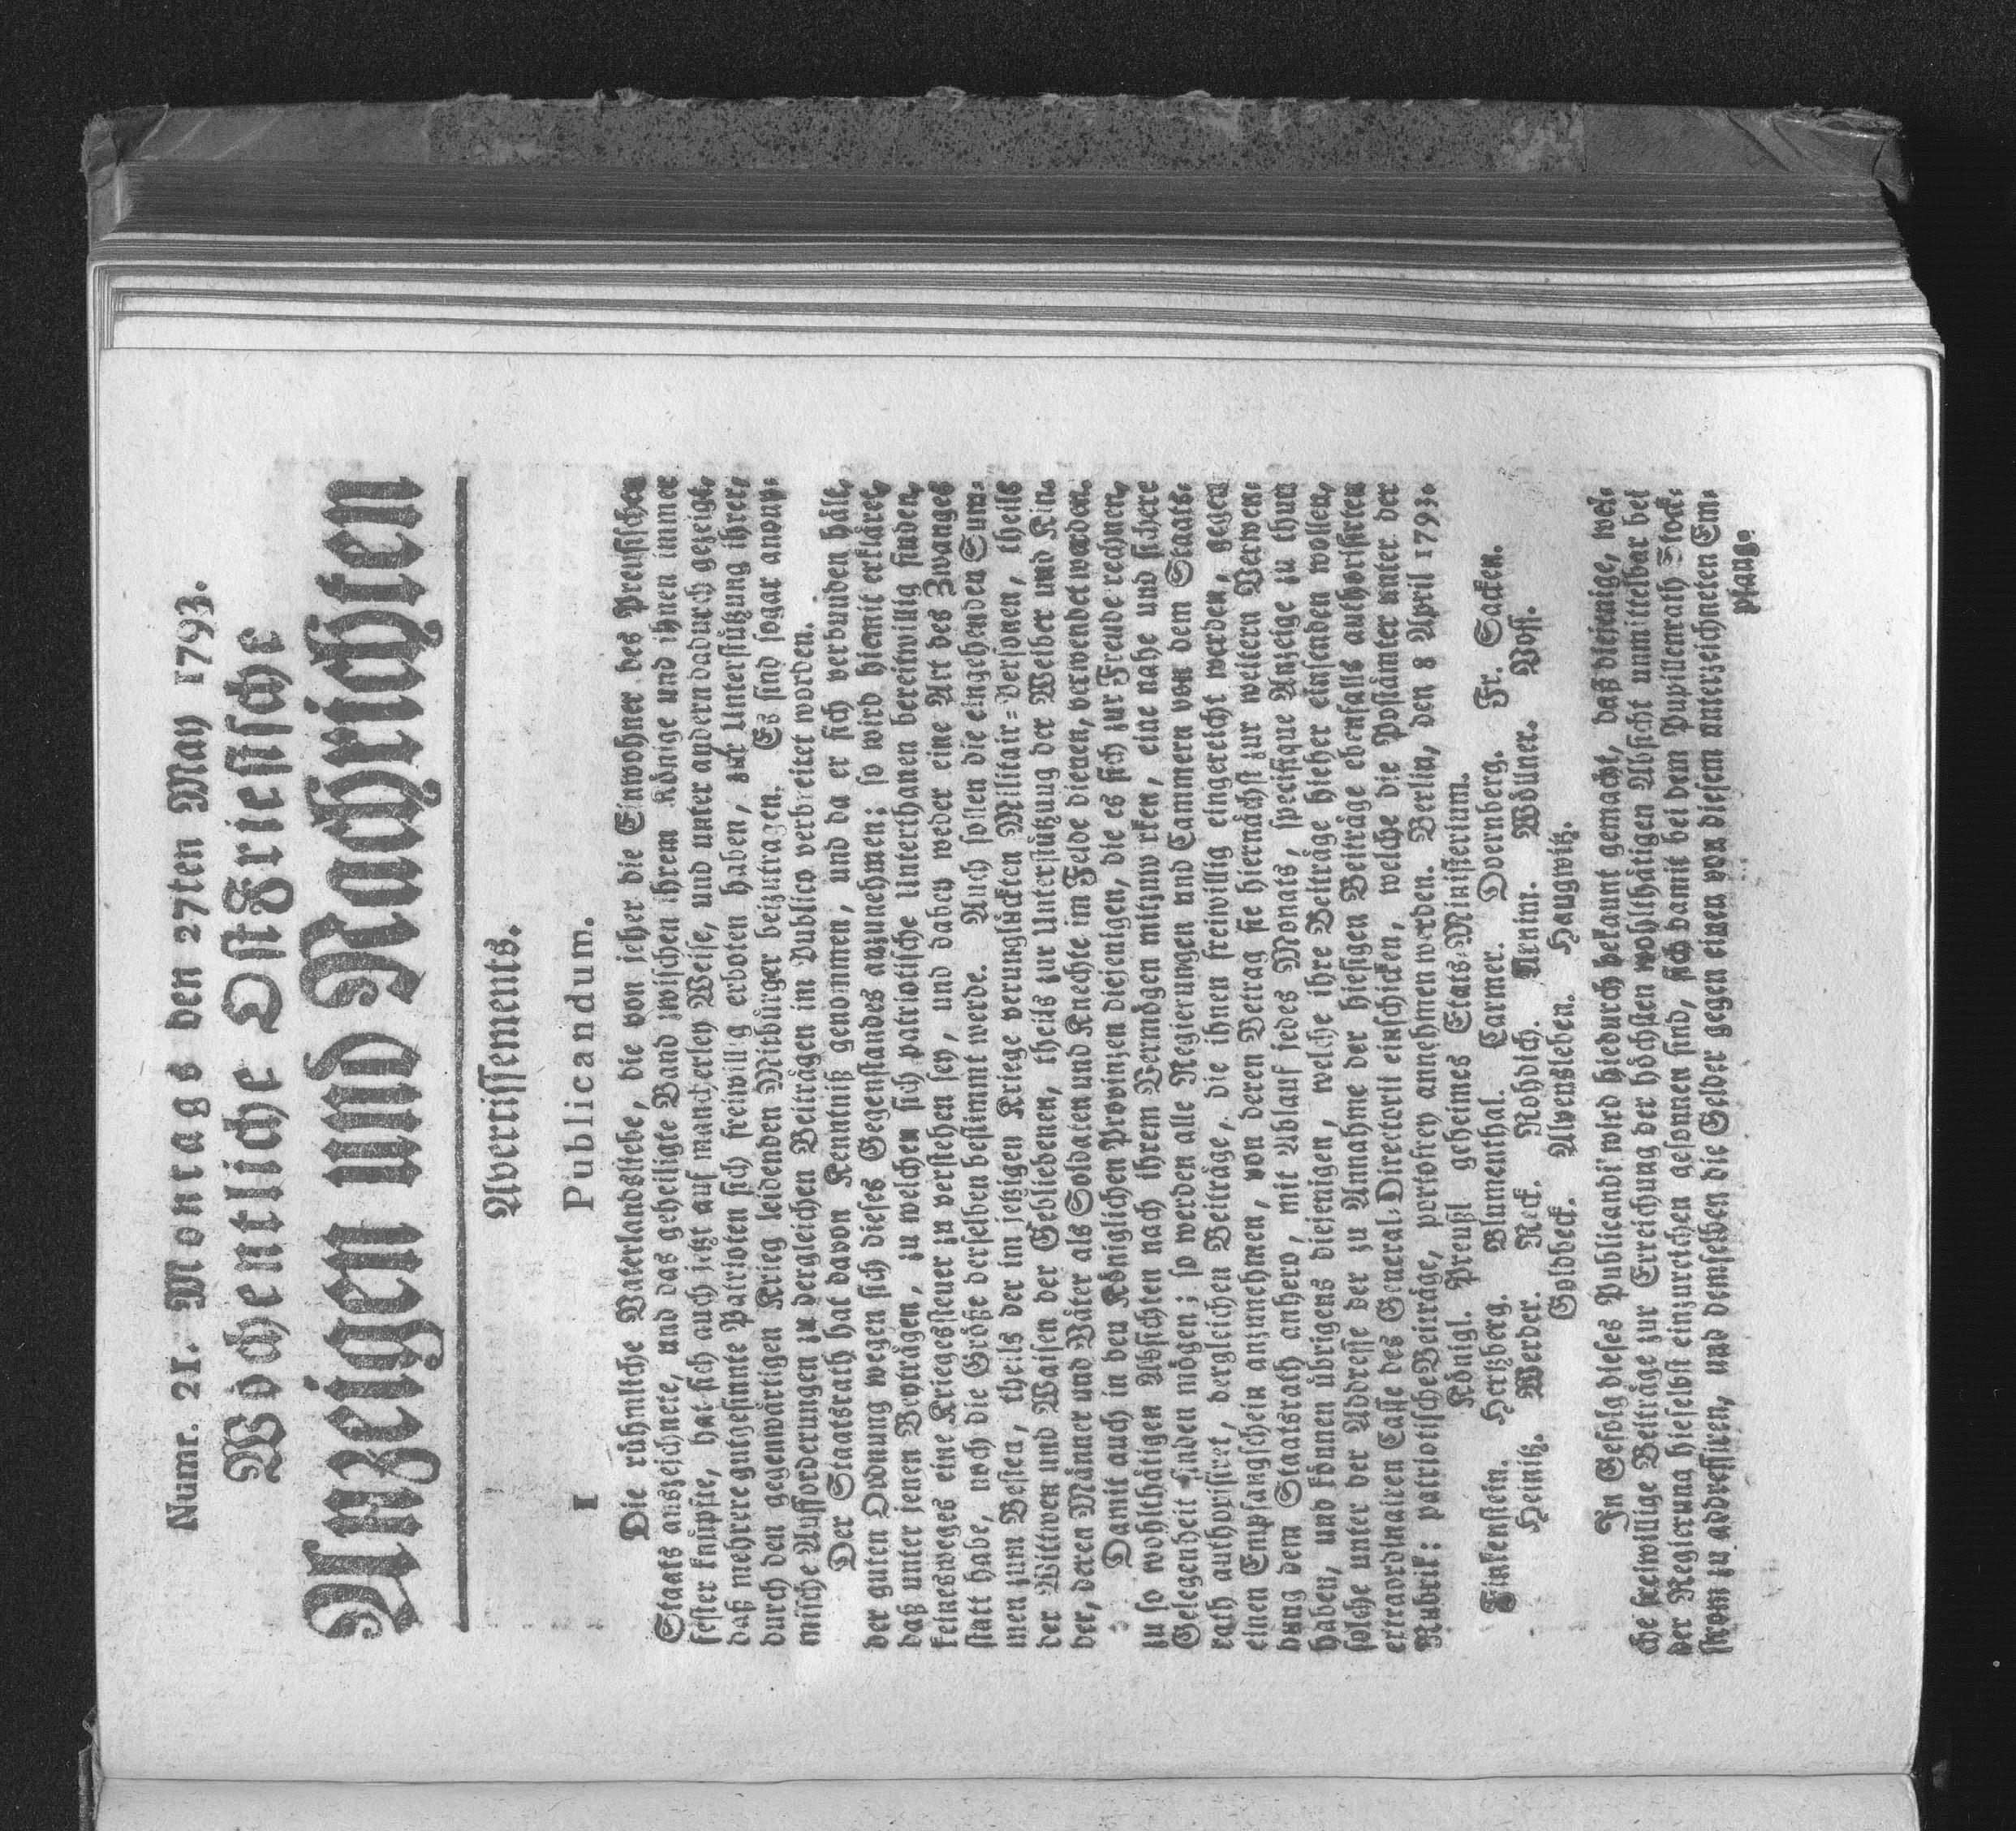 Numr. 21. Montags den 27ten May 1793.
Wöchentliche Ostfriesische
Anzeigen und Nachrichten
Avertissements.
1 Publicandum.
Die rühmliche Vaterlandsliebe, die von jeher die Einwohner des Preussischen
Staats auszeichnete, und das geheiligte Band zwischen ihrem Könige und ihnen immer
fester knüpfte, hat sich auch jetzt auf mancherley Weise, und unter andern dadurch gezeigt,
daß mehrere gutgesinnte Patrioten sich freiwillig erboten haben, zur Unterstützung ihrer,
durch den gegenwärtigen Krieg leidenden Mitbürger beizutragen. Es sind sogar anony-
mische Aufforderungen zu dergleichen Beiträgen im Publico verbreitet worden.
Der Staatsrath hat davon Kenntniß genommen, und da er sich verbunden hält,
der guten Ordnung wegen sich dieses Gegenstandes anzunehmen; so wird hiemit erkläret,
daß unter jenen Beyträgen, zu welchen sich patriotische Unterthanen bereitwillig finden,
keinesweges eine Kriegessteuer zu verstehen sey, und dabey weder eine Art des Zwanges
statt habe, noch die Größe derselben bestimmt werde. Auch sollen die eingehenden Sum-
men zum Besten, theils der im jetzigen Kriege verunglückten Militair-Personen, theils
der Wittwen und Waisen der Gebliebenen, theils zur Unterstützung der Weiber und Kin-
der, deren Männer und Väter als Soldaten und Knechte im Felde dienen, verwendet werden.
Damit auch in den Königlichen Provinzen diejenigen, die es sich zur Freude rechnen,
zu so wohlthätigen Absichten nach ihrem Vermögen mitzuwirken, eine nahe und sichere
Gelegenheit finden mögen; so werden alle Regierungen und Cammern von dem Staats-
rath authorisiret, dergleichen Beiträge, die ihnen freiwillig eingereicht werden, gegen
einen Empfangschein anzunehmen, von deren Betrag sie hiernächst zur weitern Verwen-
dung dem Staatsrath anhero, mit Ablauf jedes Monats, specifique Anzeige zu thun
haben, und können übrigens diejenigen, welche ihre Beiträge hieher einsenden wollen,
solche unter der Addresse der zu Annahme der hiesigen Beiträge ebenfalls authorisirten
extraordinairen Casse des General-Directorii einschicken, welche die Postämter unter der
Rubrik: patriotische Beiträge, portofrey annehmen werden. Berlin, den 8 April 1793.
Königl. Preußl geheimes Etats-Ministerium.
Finkenstein. Hertzberg. Blumenthal. Carmer. Dörnberg. Fr. Sacken.
Heinitz. Werder. Reck. Rohdich. Arnim. Wöllner. Voss.
Goldbeck. Alvensleben. Haugwitz.
In Gefolg dieses Publicandi wird hiedurch bekannt gemacht, daß diejenige, wel-
che freiwillige Beiträge zur Erreichung der höchsten wohlthätigen Absicht unmittelbar bei
der Regierung hieselbst einzureichen gesonnen sind, sich damit bei dem Pupillenrath Stock-
strom zu addressiren, und demselben die Gelder gegen einen von diesem unterzeichneten Em-
pfang-